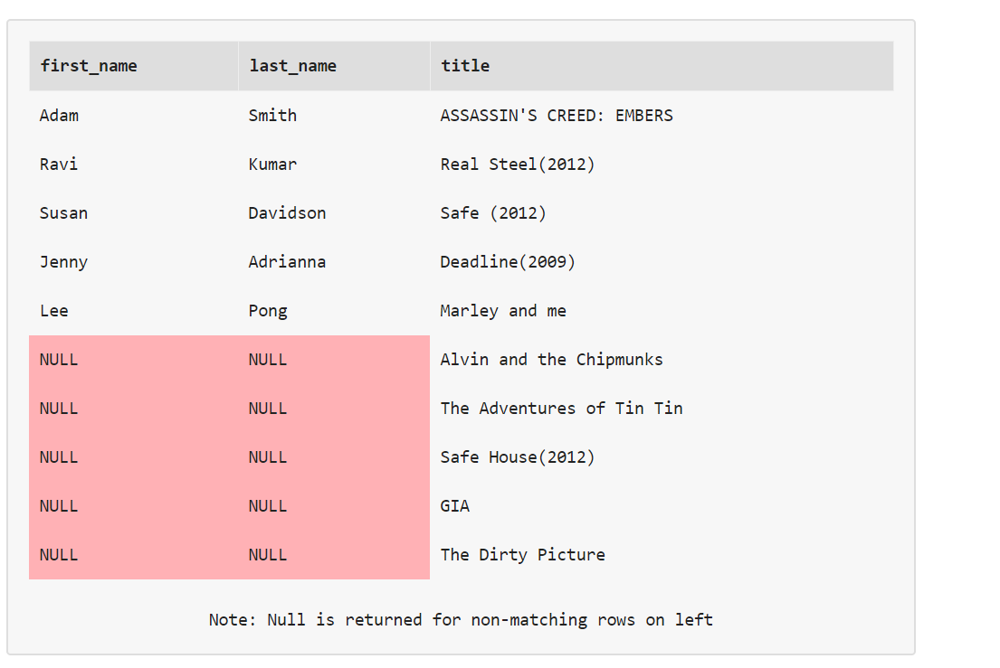 first_name last_name title
Adam Smith ASSASSIN'S CREED: EMBERS
Ravi Kumar Real Steel(2012)
Susan Davidson Safe (2012)
Jenny Adrianna Deadline(2009)
Lee Pong Marley and me
NULL NULL Alvin and the Chipmunks
NULL NULL The Adventures of Tin Tin
NULL NULL Safe House(2012)
NULL NULL GIA
NULL NULL The Dirty Picture
Note: Null is returned for non-matching rows on left